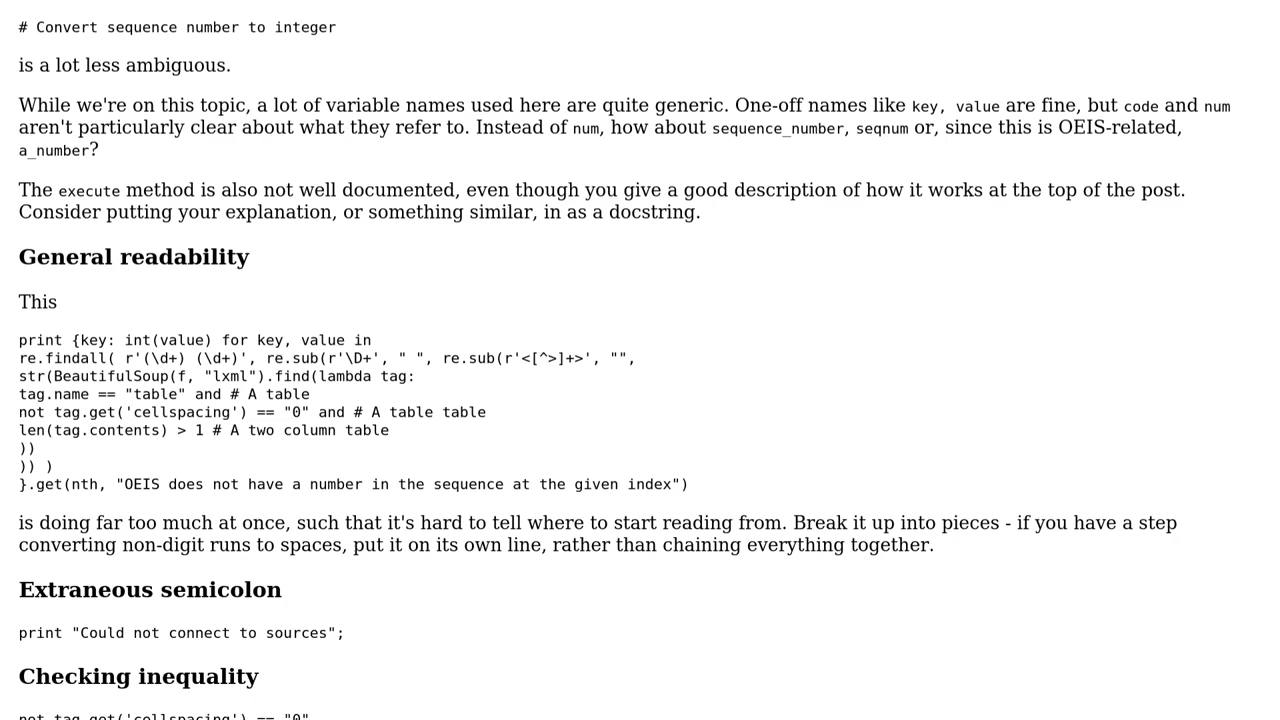 # Convert sequence number to integer
is a lot less ambiguous.
While we're on this topic, a lot of variable names used here are quite generic. One-off names like key, value are fine, but code and num
aren't particularly clear about what they refer to. Instead of num, how about sequence_number, seqnum or, since this is OEIS-related,
a_number?
The execute method is also not well documented, even though you give a good description of how it works at the top of the post.
Consider putting your explanation, or something similar, in as a docstring.
General readability
This
print {key: int(value) for key, value in
re.findall( r'(\d+) (\d+)', re.sub(r'\D+', " ", re.sub(r'<[^>]+>', "",
str(BeautifulSoup(f, "lxml").find(lambda tag:
tag.name == "table" and # A table
not tag.get('cellspacing') == "0" and # A table table
len(tag.contents) > 1 # A two column table
))
)) )
}.get(nth, "OEIS does not have a number in the sequence at the given index")
is doing far too much at once, such that it's hard to tell where to start reading from. Break it up into pieces - if you have a step
converting non-digit runs to spaces, put it on its own line, rather than chaining everything together.
Extraneous semicolon
print "Could not connect to sources";
Checking inequality
not tag.get('cellspacing') == "0"